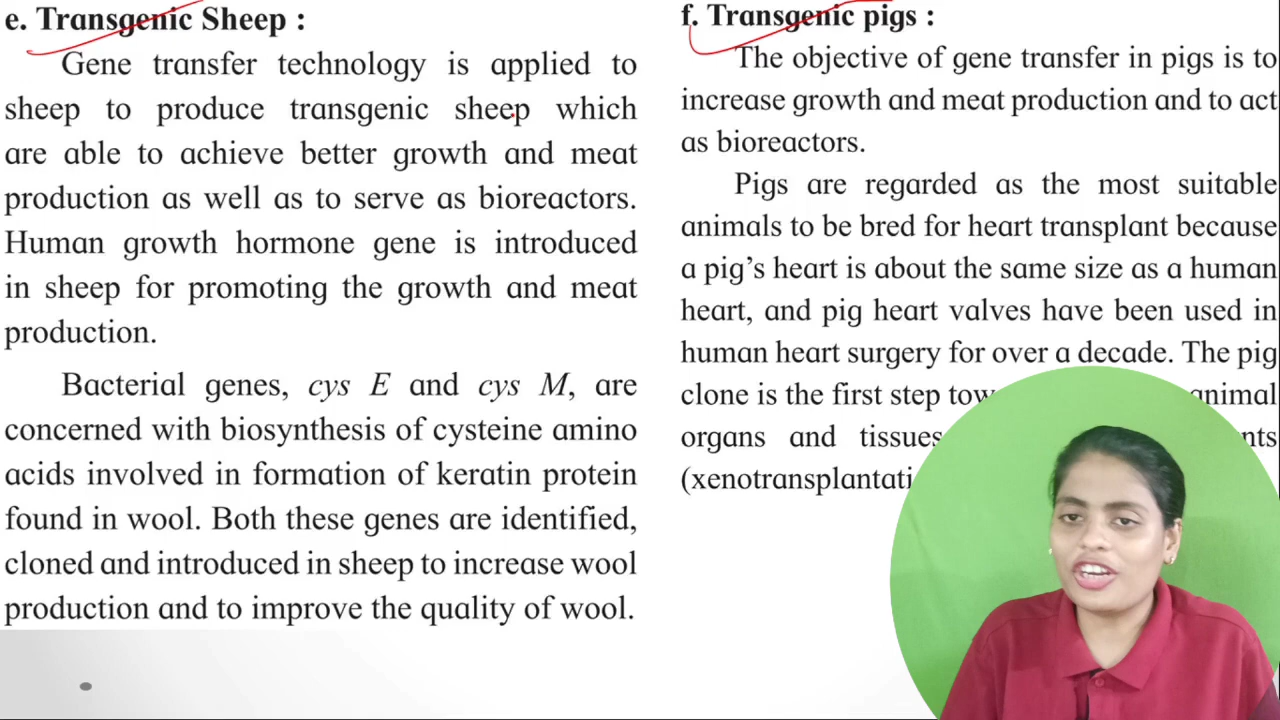 e. Transgenic Sheep :
Gene transfer technology is applied to
sheep to produce transgenic sheep which
are able to achieve better growth and meat
production as well as to serve as bioreactors.
Human growth hormone gene is introduced
in sheep for promoting the growth and meat
production.
Bacterial genes, cys E and cys M, are
concerned with biosynthesis of cysteine amino
acids involved in formation of keratin protein
found in wool. Both these genes are identified,
cloned and introduced in sheep to increase wool
production and to improve the quality of wool.
f. Transgenic pigs :
The objective of gene transfer in pigs is to
increase growth and meat production and to act
as bioreactors.
Pigs are regarded as the most suitable
animals to be bred for heart transplant because
a pig's heart is about the same size as a human
heart, and pig heart valves have been used in
human heart surgery for over a decade. The pig
clone is the first step animal
organs and tissues